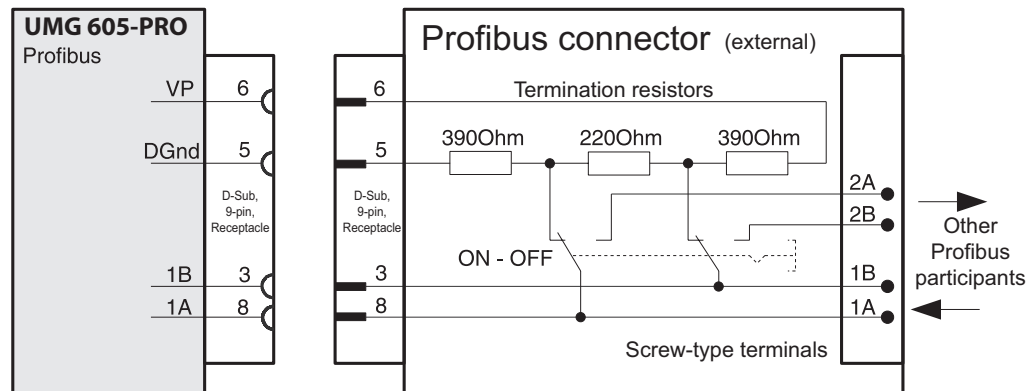 UMG 605-PRO
Profibus
VP 6
DGnd 5
D-Sub,
9-pin,
Receptacle
1B 3
1A 8
6
5
D-Sub,
9-pin,
Receptacle
3
8
Profibus connector (external)
Termination resistors
390Ohm 220Ohm 390Ohm
ON - OFF
2A
2B
1B
1A
Screw-type terminals
Other
Profibus
participants